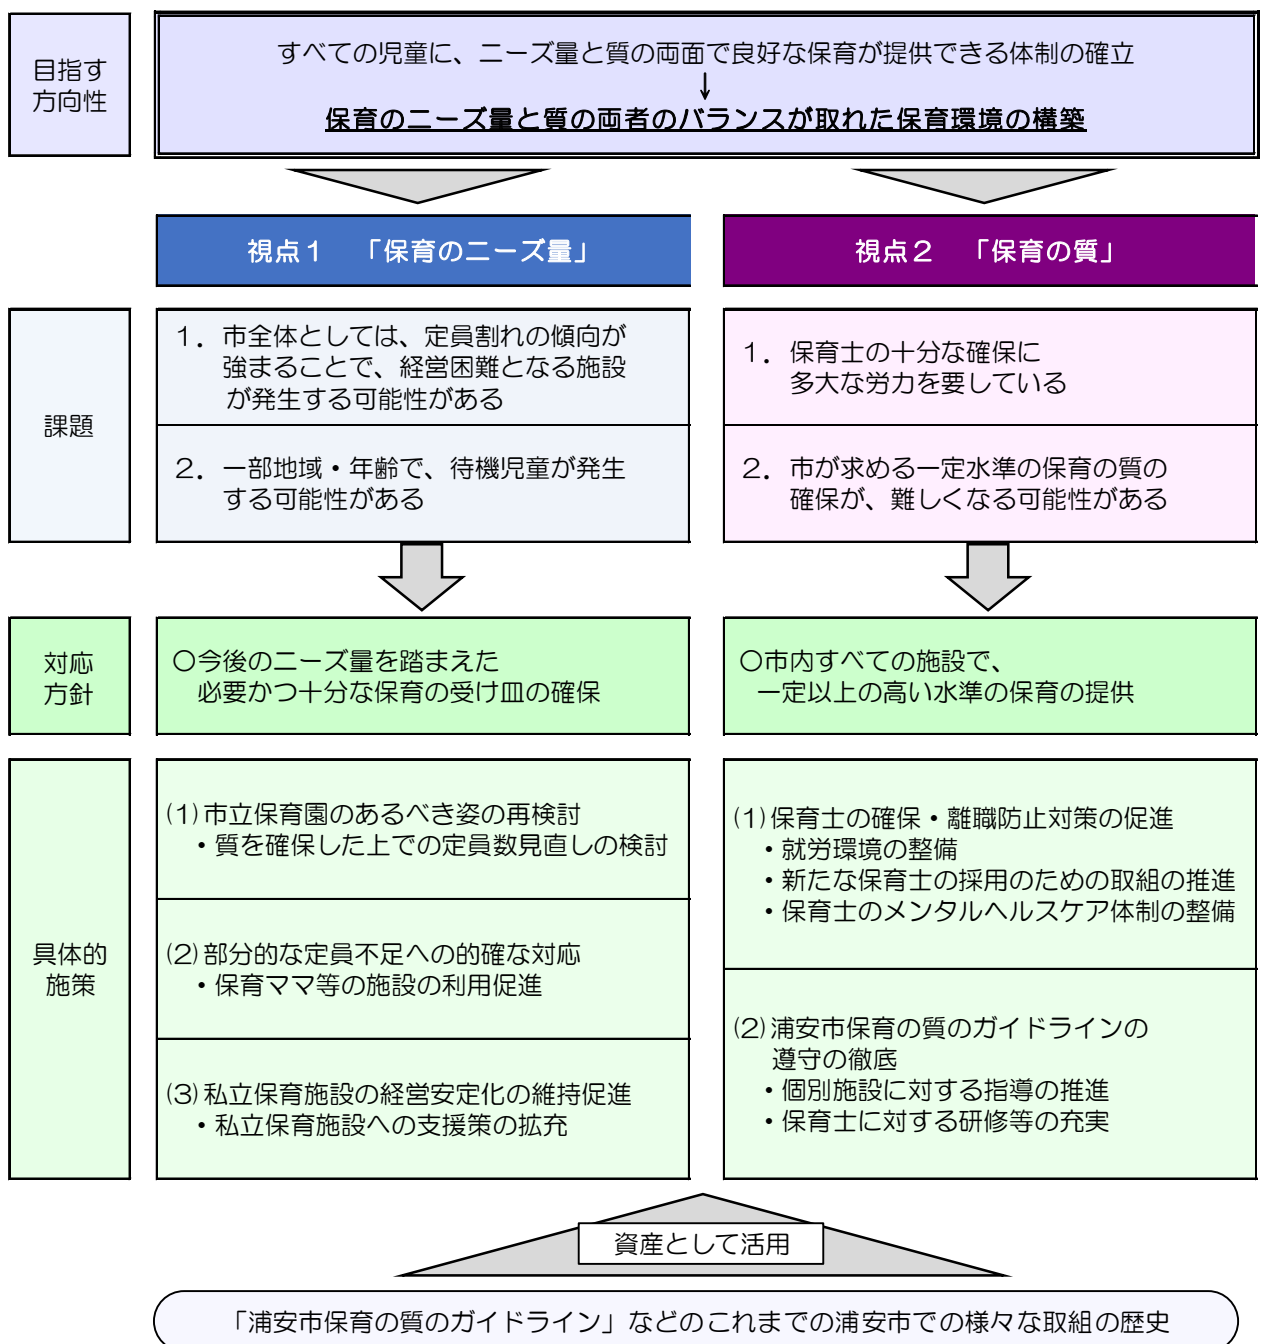 目指す
方向性
すべての児童に、ニーズ量と質の両面で良好な保育が提供できる体制の確立
↓
保育のニーズ量と質の両者のバランスが取れた保育環境の構築
視点１　「保育のニーズ量」
視点２　「保育の質」
課題
１．市全体としては、定員割れの傾向が
強まることで、経営困難となる施設
が発生する可能性がある
２．一部地域・年齢で、待機児童が発生
する可能性がある
１．保育士の十分な確保に
多大な労力を要している
２．市が求める一定水準の保育の質の
確保が、難しくなる可能性がある
対応
方針
〇今後のニーズ量を踏まえた
必要かつ十分な保育の受け皿の確保
〇市内すべての施設で、
一定以上の高い水準の保育の提供
具体的
施策
(1)市立保育園のあるべき姿の再検討
・質を確保した上での定員数見直しの検討
(2)部分的な定員不足への的確な対応
・保育ママ等の施設の利用促進
(3)私立保育施設の経営安定化の維持促進
・私立保育施設への支援策の拡充
(1)保育士の確保・離職防止対策の促進
・就労環境の整備
・新たな保育士の採用のための取組の推進
・保育士のメンタルヘルスケア体制の整備
(2)浦安市保育の質のガイドラインの
遵守の徹底
・個別施設に対する指導の推進
・保育士に対する研修等の充実
資産として活用
「浦安市保育の質のガイドライン」などのこれまでの浦安市での様々な取組の歴史